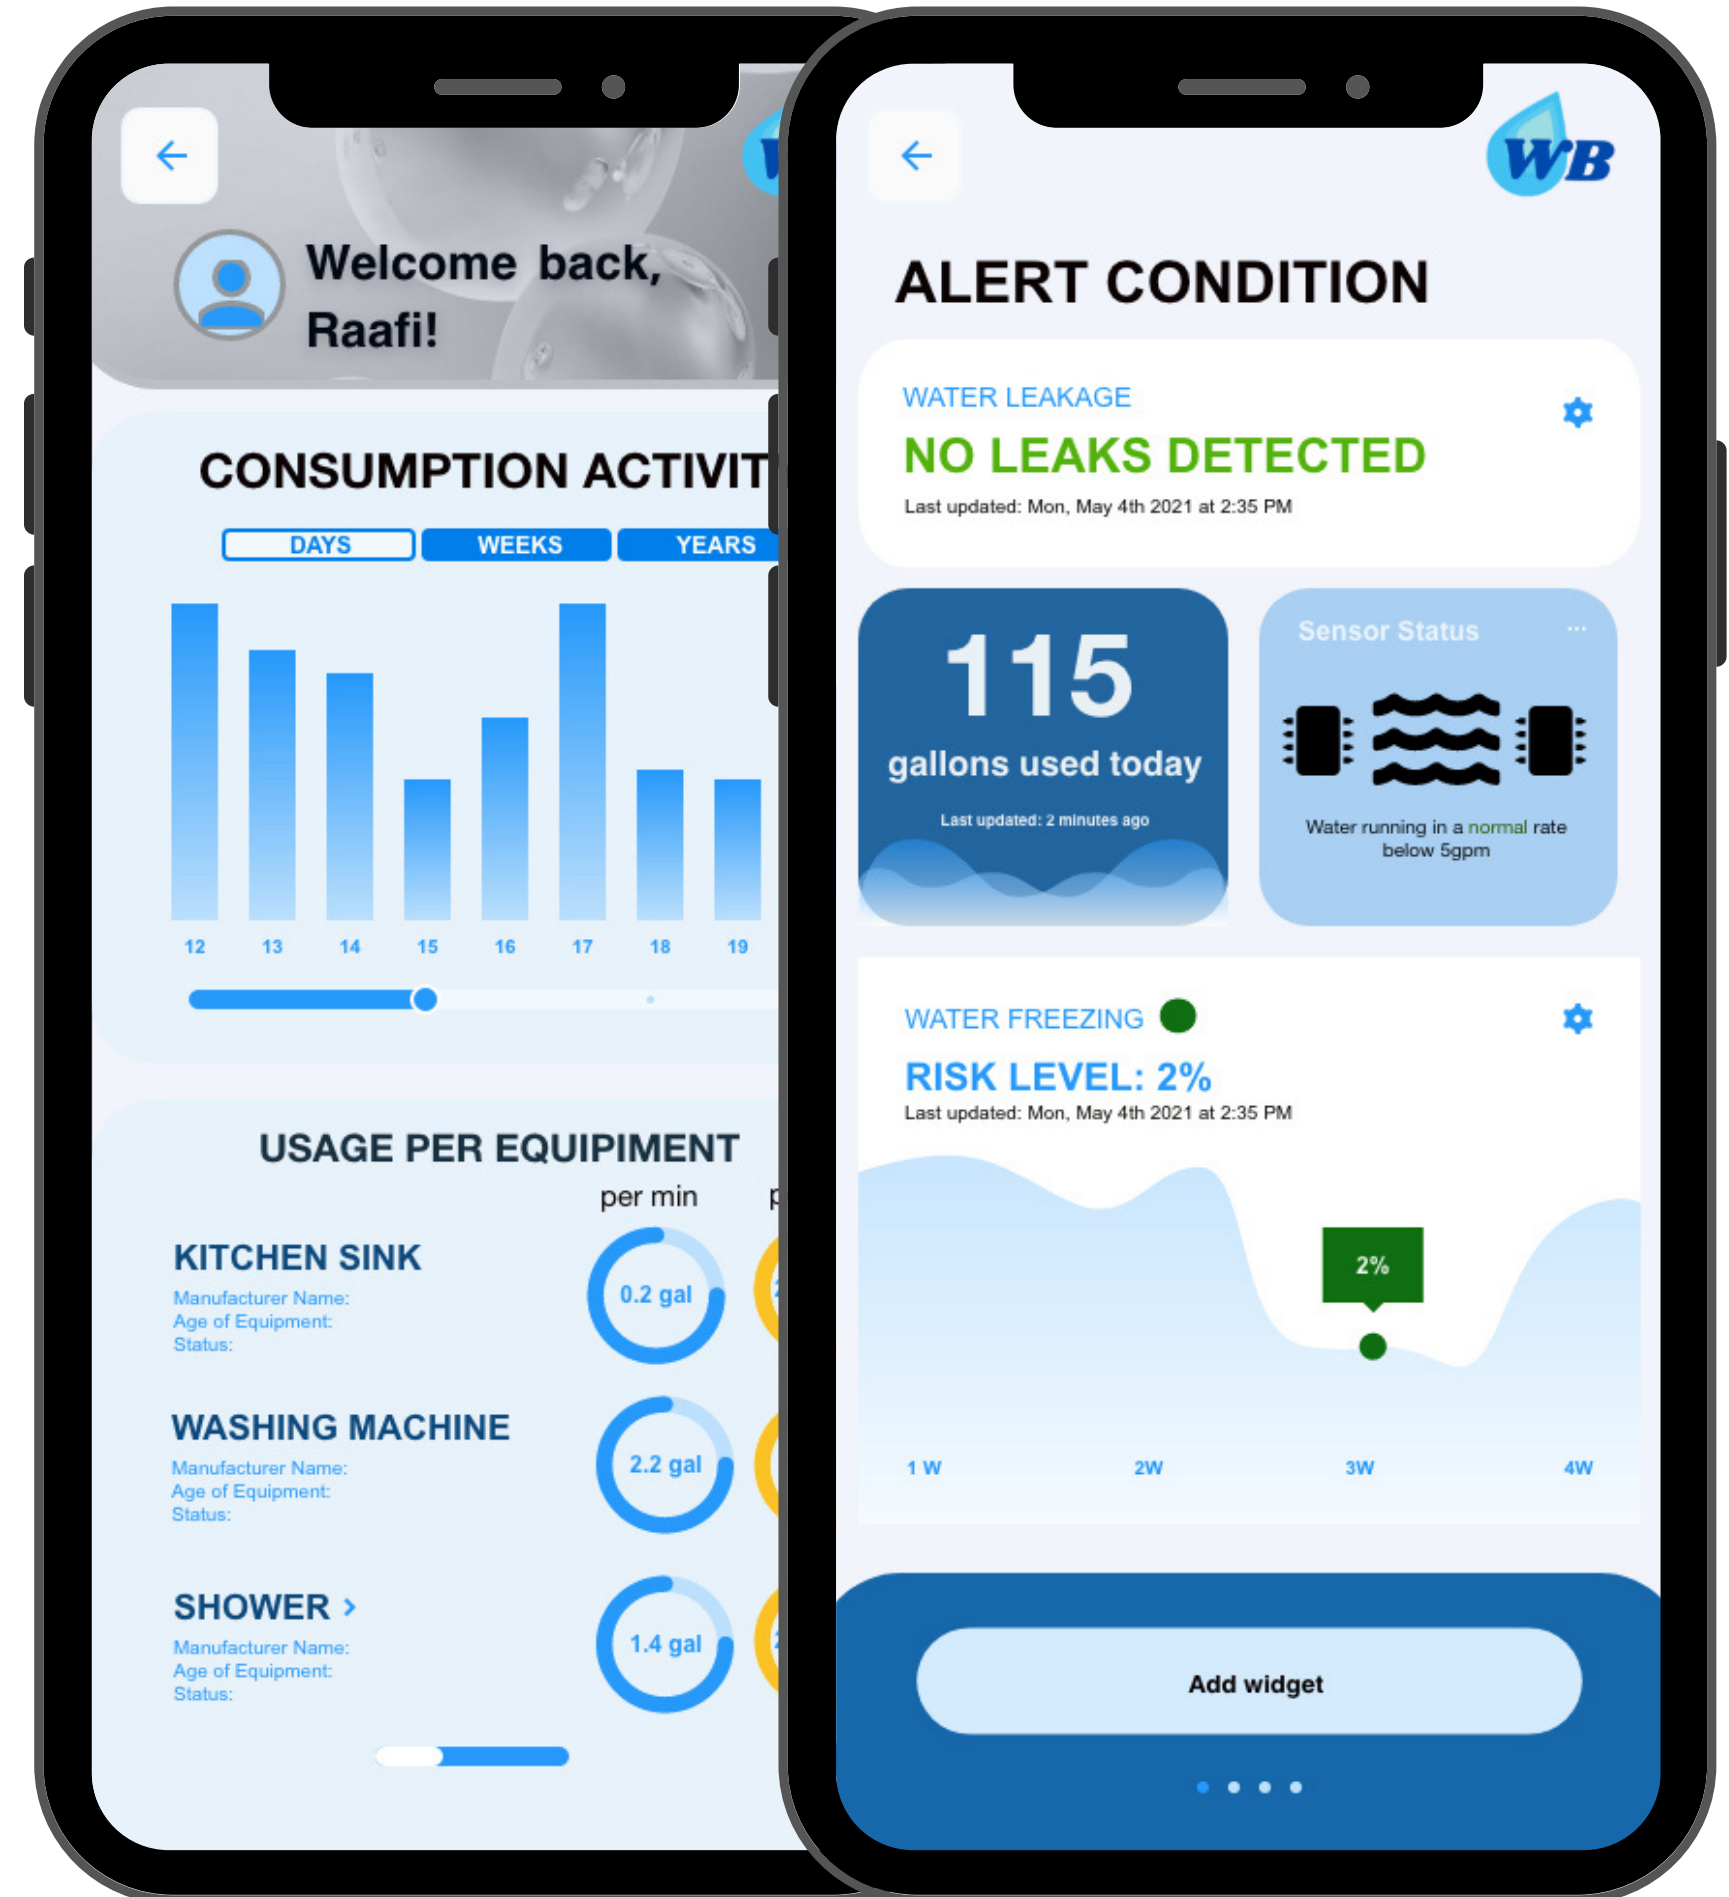 Welcome back,
Raafi!
CONSUMPTION ACTIVIT
DAYS WEEKS YEARS
12 13 14 15 16 17 18 19
USAGE PER EQUIPIMENT
per min
KITCHEN SINK
Manufacturer Name:
Age of Equipment:
Status:
0.2 gal
WASHING MACHINE
Manufacturer Name:
Age of Equipment:
Status:
2.2 gal
SHOWER >
Manufacturer Name:
Age of Equipment:
Status:
1.4 gal
WB
ALERT CONDITION
WATER LEAKAGE
NO LEAKS DETECTED
Last updated: Mon, May 4th 2021 at 2:35 PM
115
gallons used today
Last updated: 2 minutes ago
Sensor Status ...
Water running in a normal rate
below 5gpm
WATER FREEZING
RISK LEVEL: 2%
Last updated: Mon, May 4th 2021 at 2:35 PM
2%
1 W 2W 3W 4W
Add widget